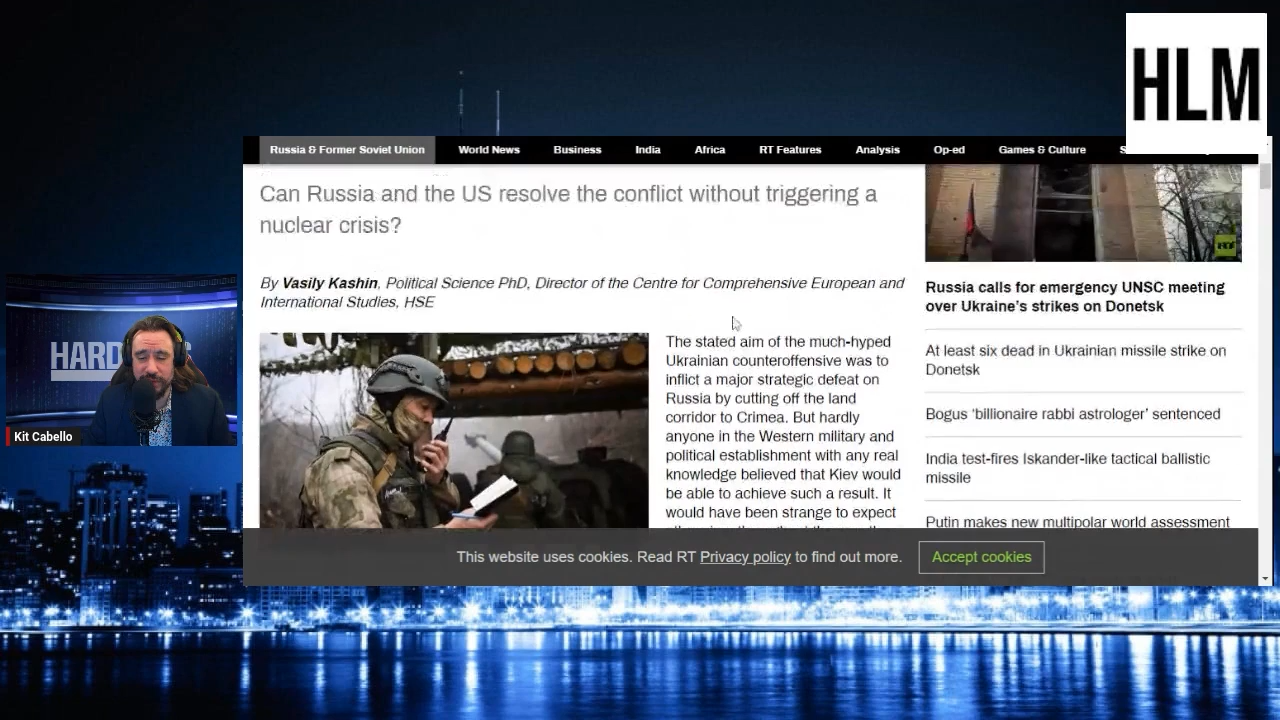 HLM
Russia & Former Soviet Union World News Business India Africa RT Features Analysis Op-ed Games & Culture
Can Russia and the US resolve the conflict without triggering a
nuclear crisis?
By Vasily Kashin, Political Science PhD, Director of the Centre for Comprehensive European and
International Studies, HSE
The stated aim of the much-hyped
Ukrainian counteroffensive was to
inflict a major strategic defeat on
Russia by cutting off the land
corridor to Crimea. But hardly
anyone in the Western military and
political establishment with any real
knowledge believed that Kiev would
be able to achieve such a result. It
would have been strange to expect
RT
Russia calls for emergency UNSC meeting
over Ukraine's strikes on Donetsk
At least six dead in Ukrainian missile strike on
Donetsk
Bogus 'billionaire rabbi astrologer' sentenced
India test-fires Iskander-like tactical ballistic
missile
Putin makes new multipolar world assessment
This website uses cookies. Read RT Privacy policy to find out more. Accept cookies
HARD
Kit Cabello